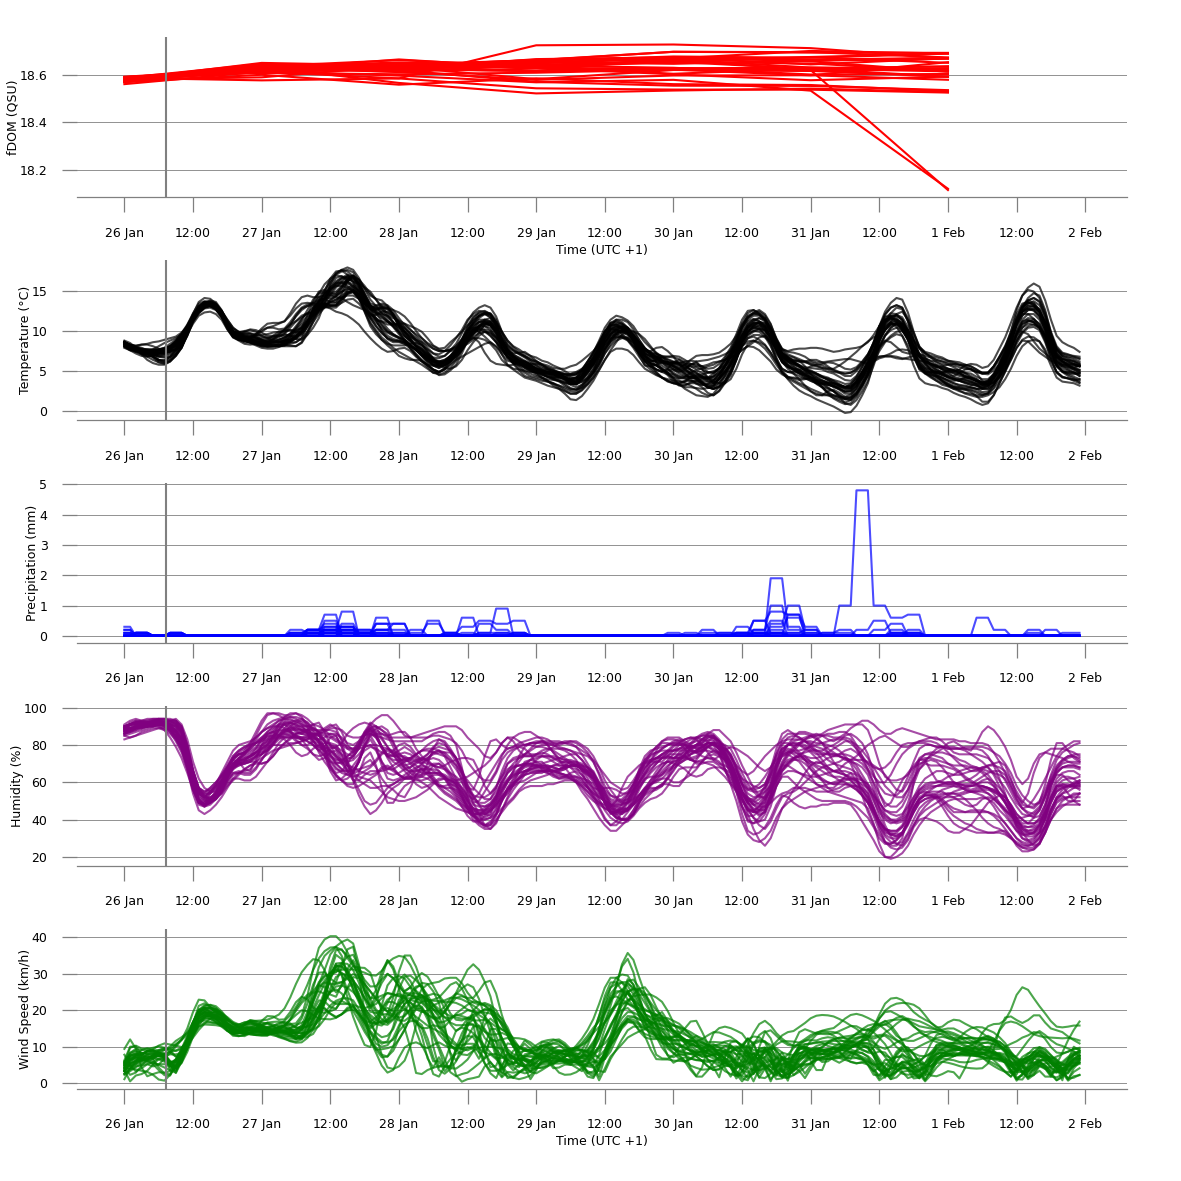 fDOM (QSU)
18.6
18.4
18.2
26 Jan 12:00 27 Jan 12:00 28 Jan 12:00 29 Jan 12:00 30 Jan 12:00 31 Jan 12:00 1 Feb 12:00 2 Feb
Time (UTC +1)
Temperature (°C)
15
10
5
0
26 Jan 12:00 27 Jan 12:00 28 Jan 12:00 29 Jan 12:00 30 Jan 12:00 31 Jan 12:00 1 Feb 12:00 2 Feb
Precipitation (mm)
5
4
3
2
1
0
26 Jan 12:00 27 Jan 12:00 28 Jan 12:00 29 Jan 12:00 30 Jan 12:00 31 Jan 12:00 1 Feb 12:00 2 Feb
Humidity (%)
100
80
60
40
20
26 Jan 12:00 27 Jan 12:00 28 Jan 12:00 29 Jan 12:00 30 Jan 12:00 31 Jan 12:00 1 Feb 12:00 2 Feb
Wind Speed (km/h)
40
30
20
10
0
26 Jan 12:00 27 Jan 12:00 28 Jan 12:00 29 Jan 12:00 30 Jan 12:00 31 Jan 12:00 1 Feb 12:00 2 Feb
Time (UTC +1)